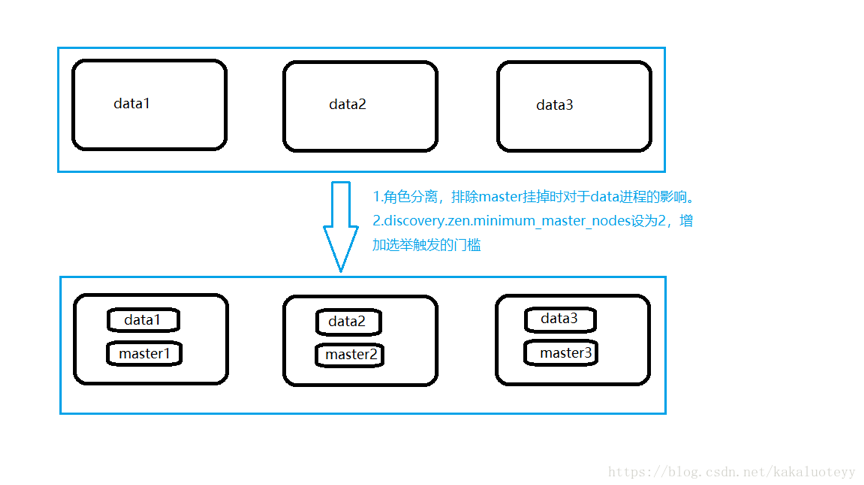 data1 data2 data3
1.角色分离，排除master挂掉时对于data进程的影响。
2.discovery.zen.minimum_master_nodes设为2，增
加选举触发的门槛
data1 data2 data3
master1 master2 master3
https://blog.csdn.net/kakaluoteyy